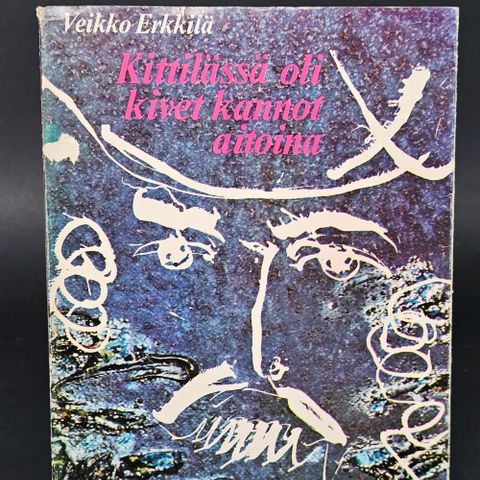 Veikko Erkkilä
Kittilässä oli
kivet kannot
aitoina